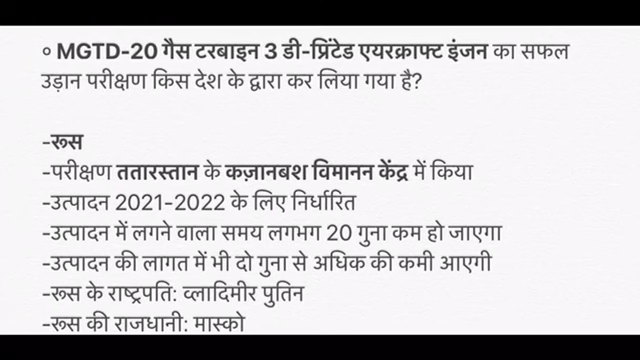 ० MGTD-20 गैस टरबाइन 3 डी-प्रिंटेड एयरक्राफ्ट इंजन का सफल
उड़ान परीक्षण किस देश के द्वारा कर लिया गया है?
-रूस
-परीक्षण ततारस्तान के कज़ानबश विमानन केंद्र में किया
-उत्पादन 2021-2022 के लिए निर्धारित
-उत्पादन में लगने वाला समय लगभग 20 गुना कम हो जाएगा
-उत्पादन की लागत में भी दो गुना से अधिक की कमी आएगी
-रूस के राष्ट्रपति: व्लादिमीर पुतिन
-रूस की राजधानी: मास्को